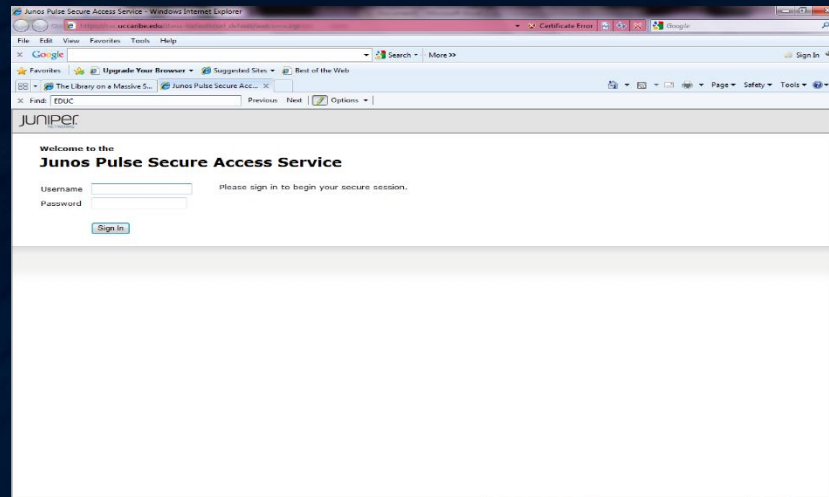 Junos Pulse Secure Access Service - Windows Internet Explorer
Certificate Error
Google
File Edit View Favorites Tools Help
× Google Search More >> Sign In
Favorites Upgrade Your Browser Suggested Sites Best of the Web
The Library on a Massive S... Junos Pulse Secure Acc... × Page Safety Tools
× Find: EDUC Previous Next Options
JUNIPER
NETWORKS
Welcome to the
Junos Pulse Secure Access Service
Username Please sign in to begin your secure session.
Password
Sign In